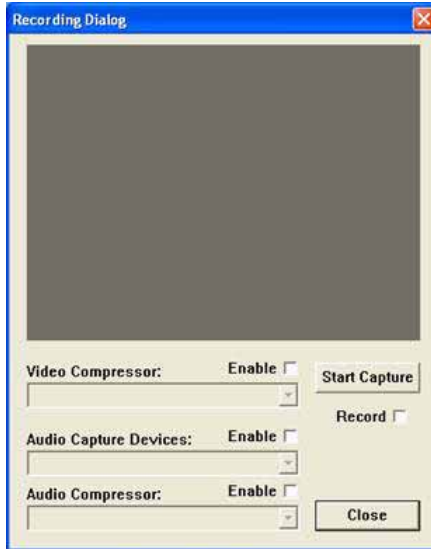 Recording Dialog
Video Compressor: Enable
Start Capture
Record
Audio Capture Devices: Enable
Audio Compressor: Enable
Close